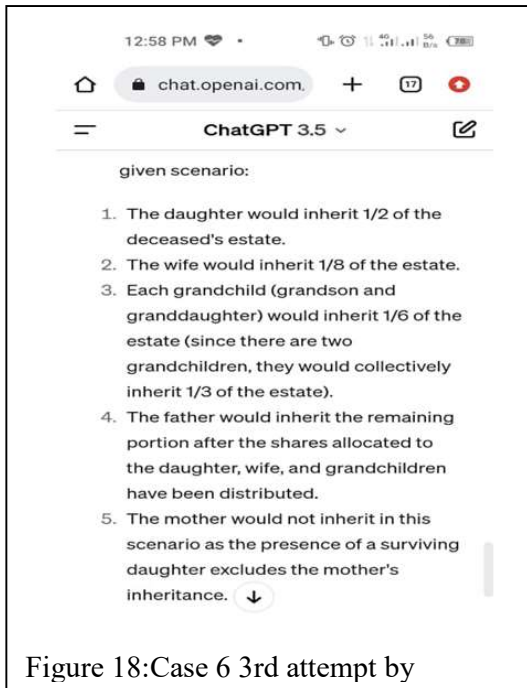 12:58 PM
40 56 B/s 78
chat.openai.com, 17
ChatGPT 3.5
given scenario:
1. The daughter would inherit 1/2 of the
deceased's estate.
2. The wife would inherit 1/8 of the estate.
3. Each grandchild (grandson and
granddaughter) would inherit 1/6 of the
estate (since there are two
grandchildren, they would collectively
inherit 1/3 of the estate).
4. The father would inherit the remaining
portion after the shares allocated to
the daughter, wife, and grandchildren
have been distributed.
5. The mother would not inherit in this
scenario as the presence of a surviving
daughter excludes the mother's
inheritance.
Figure 18:Case 6 3rd attempt by